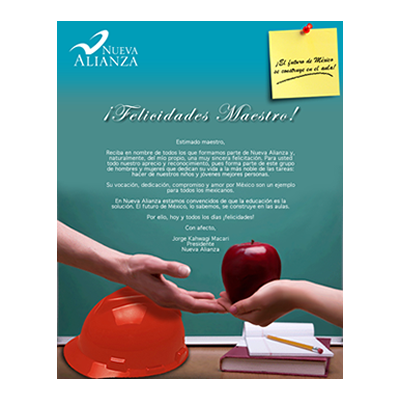 NUEVA
ALIANZA
¡El futuro de México
se construye en el aula!
¡Felicidades Maestro!
Estimado maestro,
Reciba en nombre de todos los que formamos parte de Nueva Alianza y,
naturalmente, del mío propio, una muy sincera felicitación. Para usted
todo nuestro aprecio y reconocimiento, pues forma parte de este grupo
de hombres y mujeres que dedican su vida a la más noble de las tareas:
hacer de nuestros niños y jóvenes mejores personas.
Su vocación, dedicación, compromiso y amor por México son un ejemplo
para todos los mexicanos.
En Nueva Alianza estamos convencidos de que la educación es la
solución. El futuro de México, lo sabemos, se construye en las aulas.
Por ello, hoy y todos los días ¡felicidades!
Con afecto,
Jorge Kahwagi Macari
Presidente
Nueva Alianza